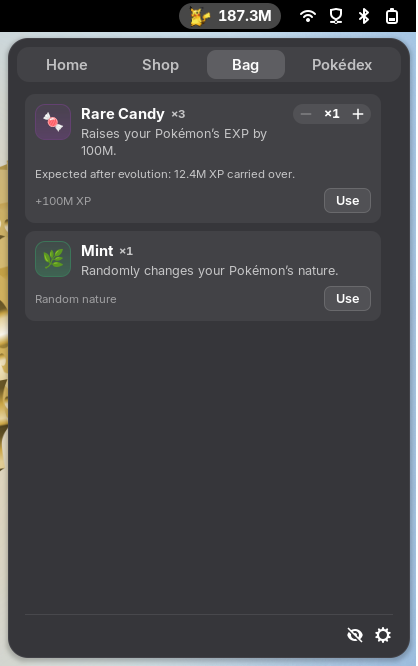 187.3M
Home Shop Bag Pokédex
Rare Candy ×3 — ×1 +
Raises your Pokémon's EXP by
100M.
Expected after evolution: 12.4M XP carried over.
+100M XP Use
Mint ×1
Randomly changes your Pokémon's nature.
Random nature Use